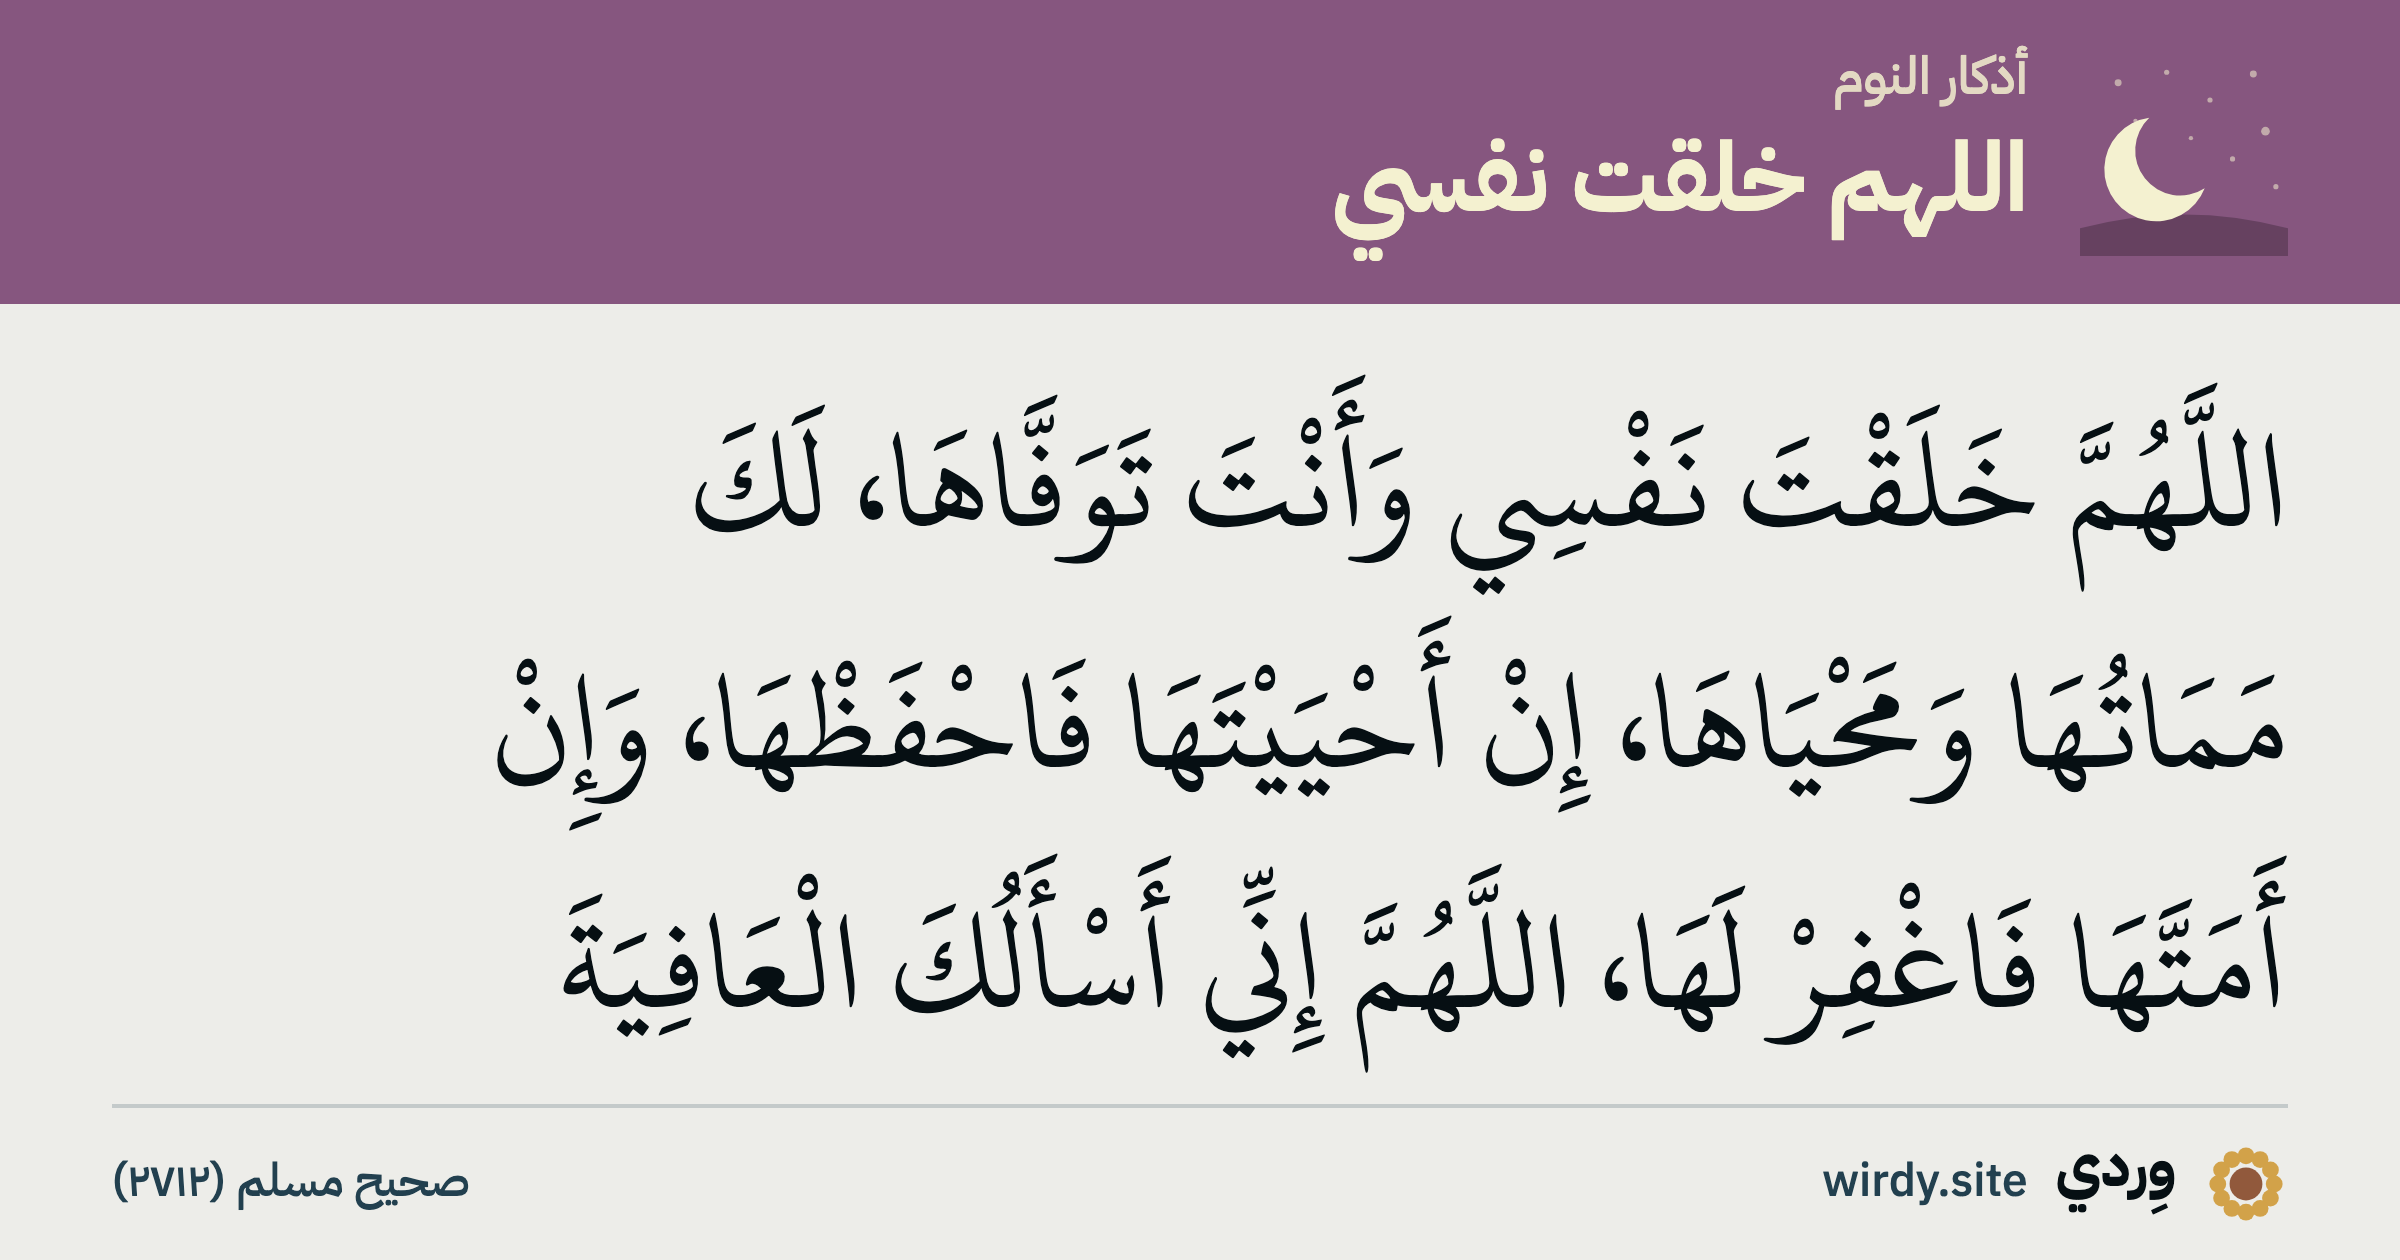 أذكار النوم
اللهم خلقت نفسي
اللَّهُمَّ خَلَقْتَ نَفْسِي وَأَنْتَ تَوَفَّاهَا، لَكَ
مَمَاتُهَا وَمَحْيَاهَا، إِنْ أَحْيَيْتَهَا فَاحْفَظْهَا، وَإِنْ
أَمَتَّهَا فَاغْفِرْ لَهَا، اللَّهُمَّ إِنِّي أَسْأَلُكَ الْعَافِيَةَ
وِردي wirdy.site
صحيح مسلم (٢٧١٢)